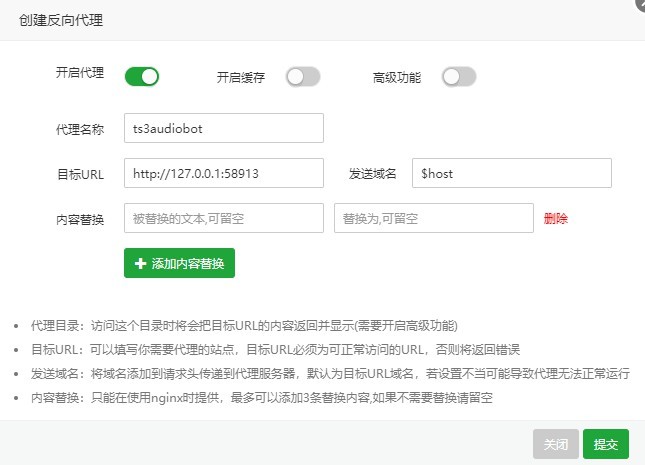 创建反向代理
开启代理 开启缓存 高级功能
代理名称 ts3audiobot
目标URL http://127.0.0.1:58913 发送域名 $host
内容替换 被替换的文本,可留空 替换为,可留空 删除
添加内容替换
代理目录：访问这个目录时将会把目标URL的内容返回并显示(需要开启高级功能)
目标URL：可以填写你需要代理的站点，目标URL必须为可正常访问的URL，否则将返回错误
发送域名：将域名添加到请求头传递到代理服务器，默认为目标URL域名，若设置不当可能导致代理无法正常运行
内容替换：只能在使用nginx时提供，最多可以添加3条替换内容,如果不需要替换请留空
关闭 提交